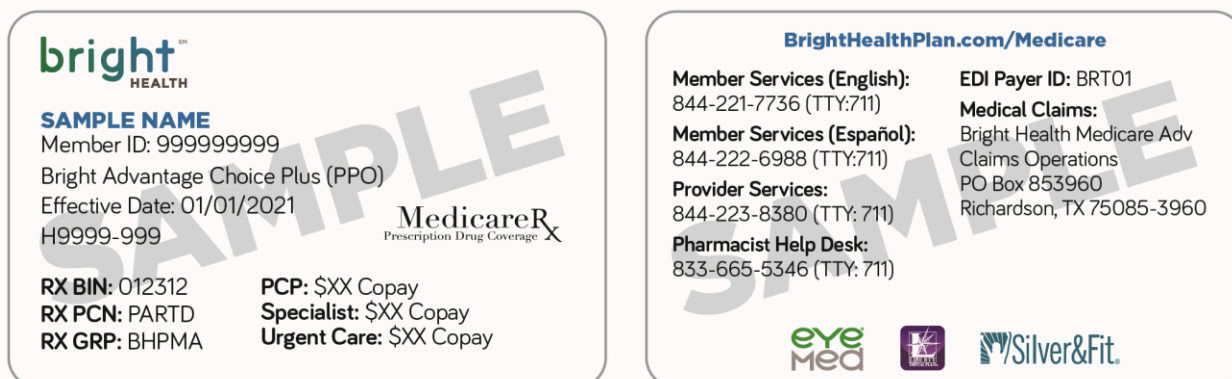 bright℠
HEALTH
SAMPLE NAME
Member ID: 999999999
Bright Advantage Choice Plus (PPO)
Effective Date: 01/01/2021
H9999-999
MedicareRx
Prescription Drug Coverage
RX BIN: 012312
RX PCN: PARTD
RX GRP: BHPMA
PCP: $XX Copay
Specialist: $XX Copay
Urgent Care: $XX Copay
SAMPLE
BrightHealthPlan.com/Medicare
Member Services (English):
844-221-7736 (TTY:711)
Member Services (Español):
844-222-6988 (TTY:711)
Provider Services:
844-223-8380 (TTY: 711)
Pharmacist Help Desk:
833-665-5346 (TTY: 711)
EDI Payer ID: BRT01
Medical Claims:
Bright Health Medicare Adv
Claims Operations
PO Box 853960
Richardson, TX 75085-3960
SAMPLE
eye
Med
L
Silver&Fit.